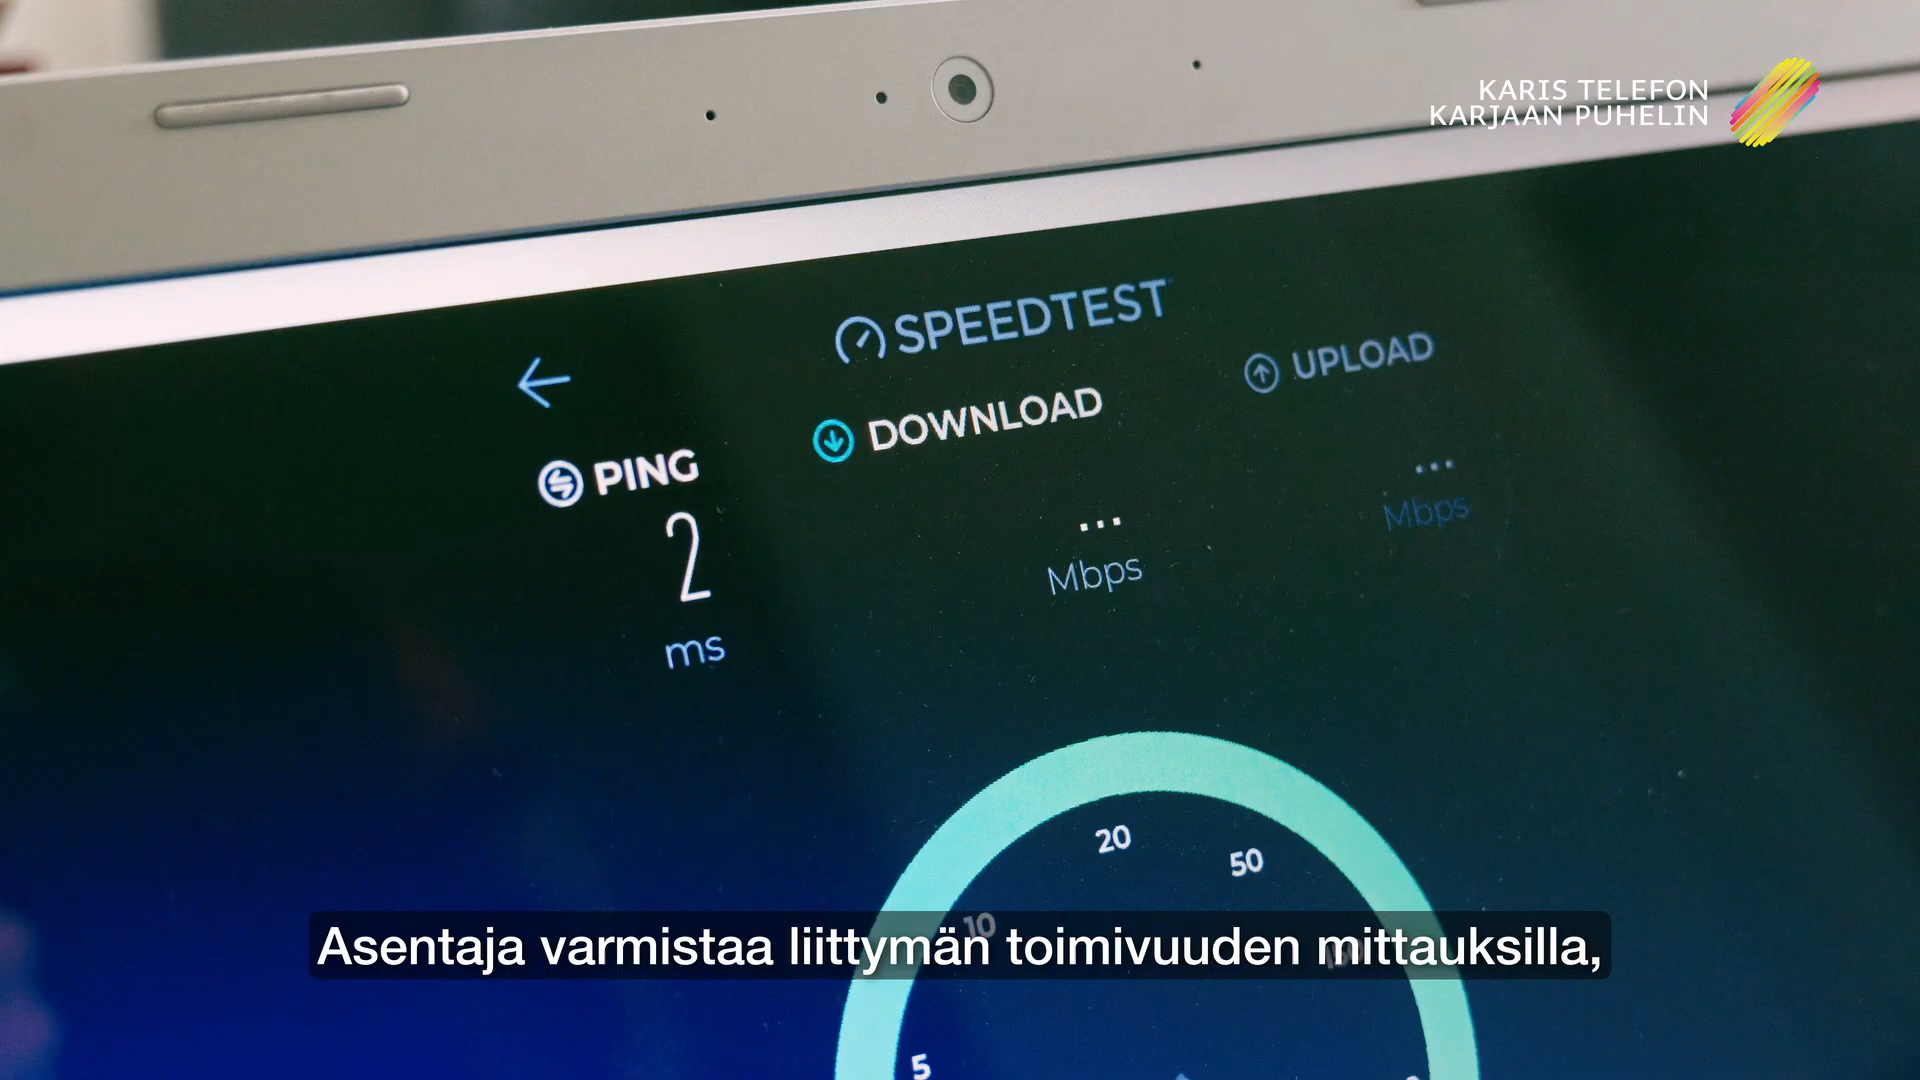 KARIS TELEFON
KARJAAN PUHELIN
SPEEDTEST
PING
DOWNLOAD
UPLOAD
2
ms
...
Mbps
...
Mbps
20
50
10
5
Asentaja varmistaa liittymän toimivuuden mittauksilla,